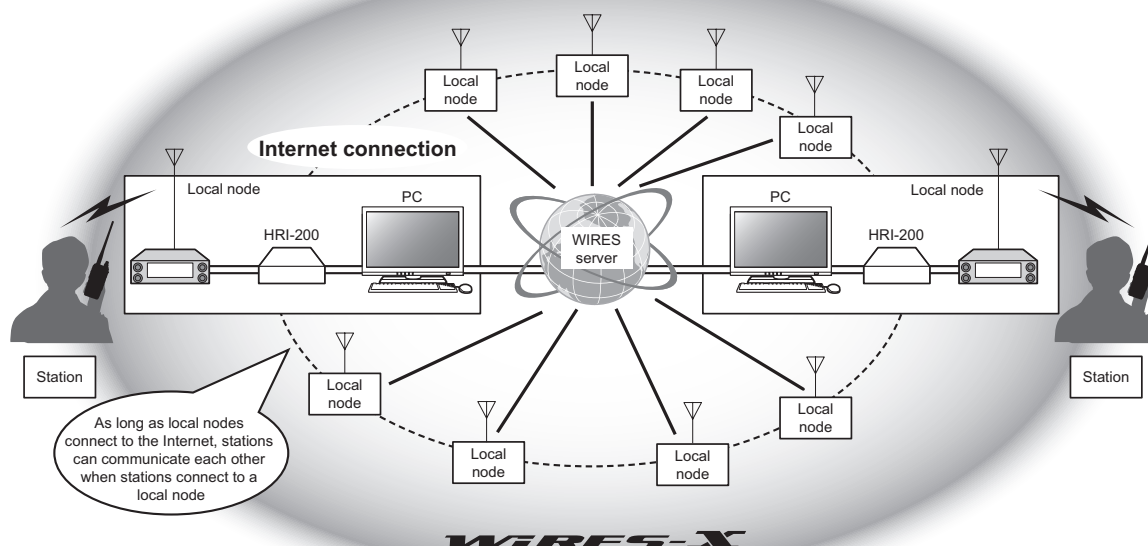 Local
node
Local
node
Local
node
Local
node
Internet connection
Local node
PC
HRI-200
WIRES
server
PC
Local node
HRI-200
Station
Station
Local
node
Local
node
Local
node
Local
node
As long as local nodes
connect to the Internet, stations
can communicate each other
when stations connect to a
local node
WiRES-X